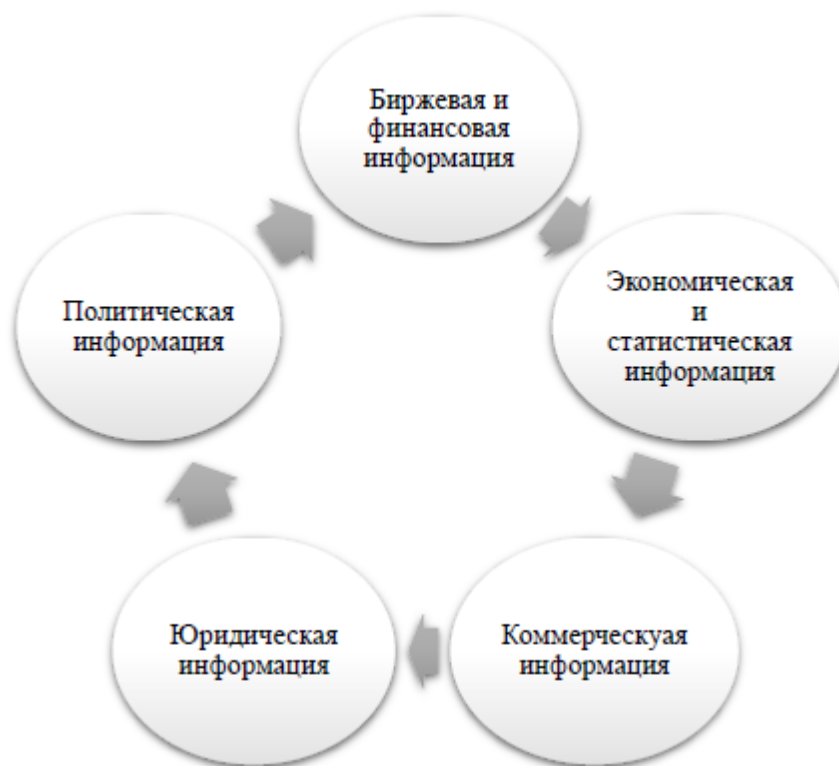 Биржевая и
финансовая
информация
Экономическая
и
статистическая
информация
Коммерческуая
информация
Юридическая
информация
Политическая
информация